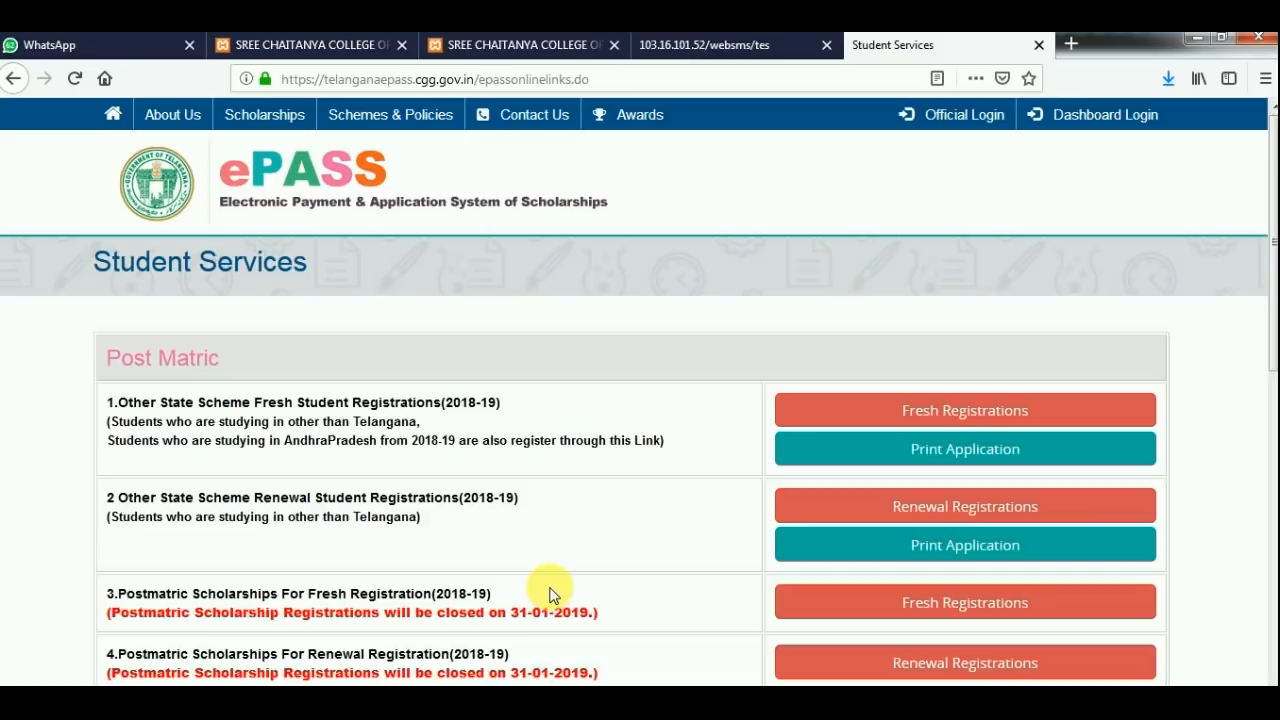 WhatsApp
SREE CHAITANYA COLLEGE O
SREE CHAITANYA COLLEGE O
103.16.101.52/websms/tes
Student Services
https://telanganaepass.cgg.gov.in/epassonlinelinks.do
About Us
Scholarships
Schemes & Policies
Contact Us
Awards
Official Login
Dashboard Login
ePASS
Electronic Payment & Application System of Scholarships
Student Services
Post Matric
1.Other State Scheme Fresh Student Registrations(2018-19)
(Students who are studying in other than Telangana,
Students who are studying in AndhraPradesh from 2018-19 are also register through this Link)
Fresh Registrations
Print Application
2 Other State Scheme Renewal Student Registrations(2018-19)
(Students who are studying in other than Telangana)
Renewal Registrations
Print Application
3.Postmatric Scholarships For Fresh Registration(2018-19)
(Postmatric Scholarship Registrations will be closed on 31-01-2019.)
Fresh Registrations
4.Postmatric Scholarships For Renewal Registration(2018-19)
(Postmatric Scholarship Registrations will be closed on 31-01-2019.)
Renewal Registrations